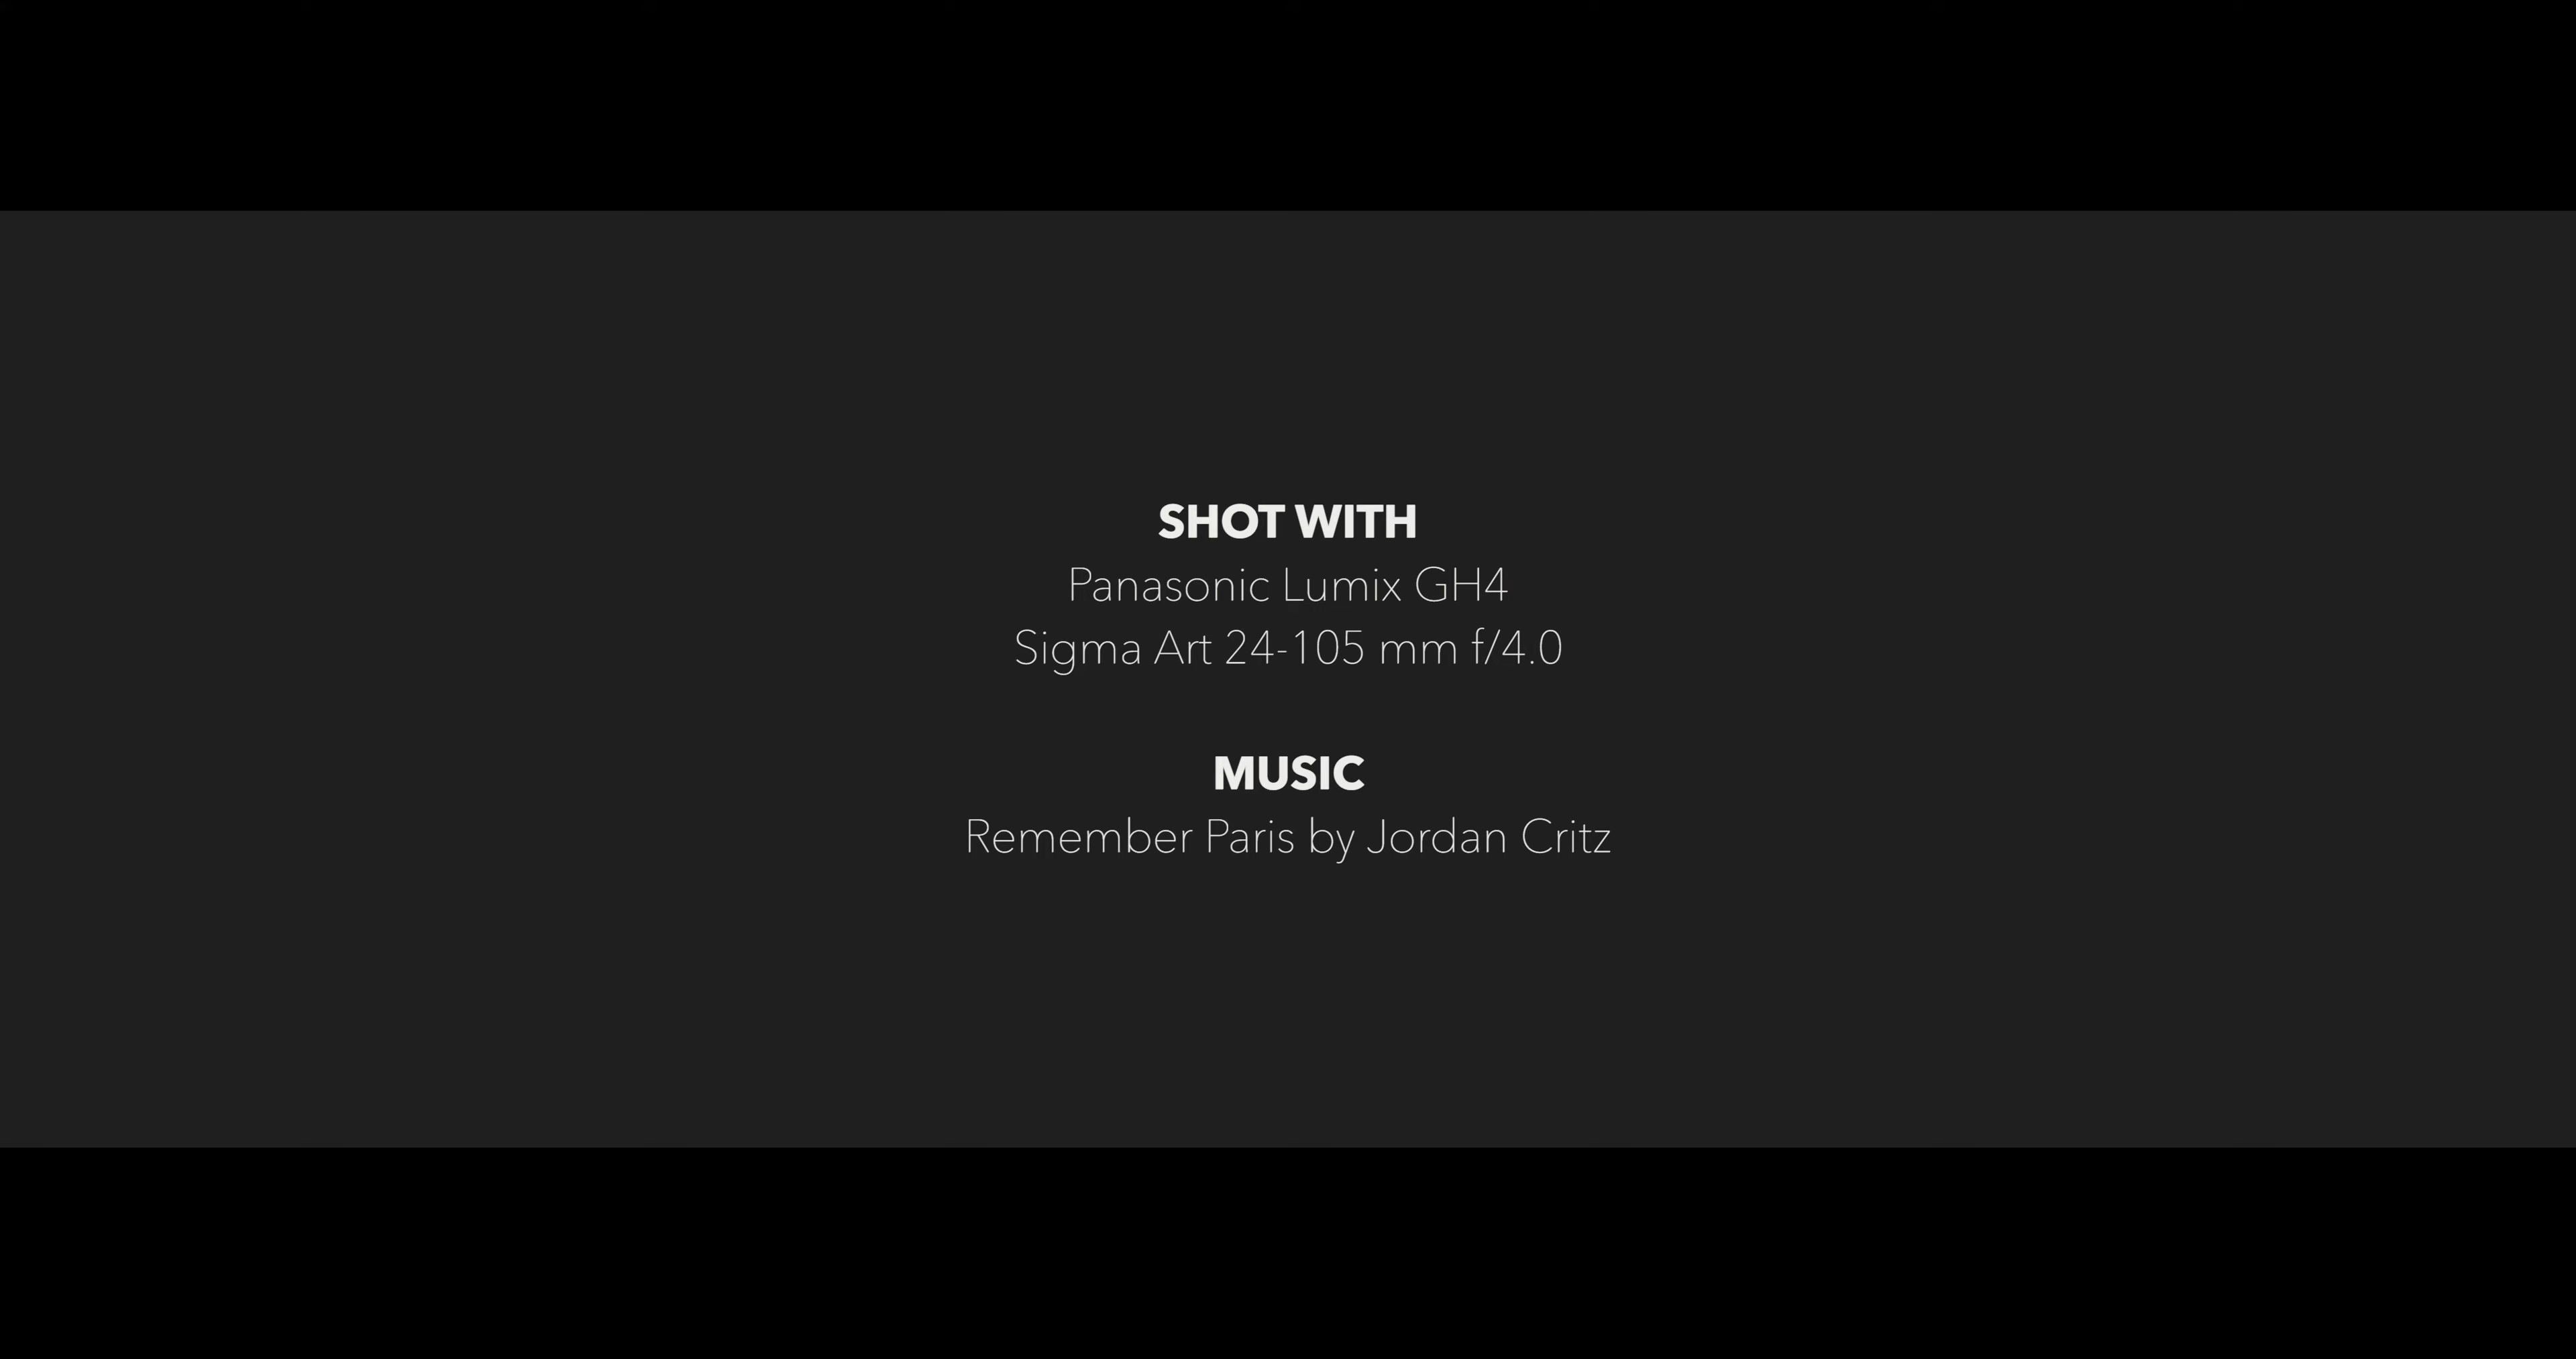 SHOT WITH
Panasonic Lumix GH4
Sigma Art 24-105 mm f/4.0
MUSIC
Remember Paris by Jordan Critz